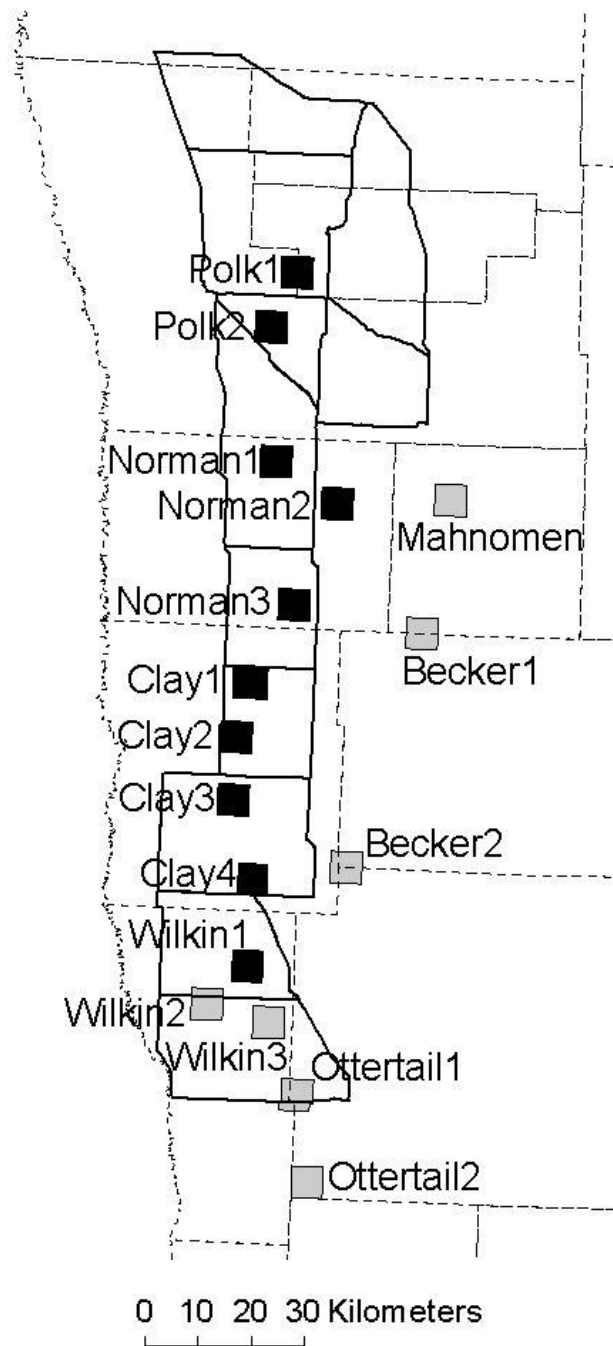 Polk1
Polk2
Norman1
Norman2
Mahnomen
Norman3
Becker1
Clay1
Clay2
Clay3
Becker2
Clay4
Wilkin1
Wilkin2
Wilkin3
Ottertail1
Ottertail2
0 10 20 30 Kilometers